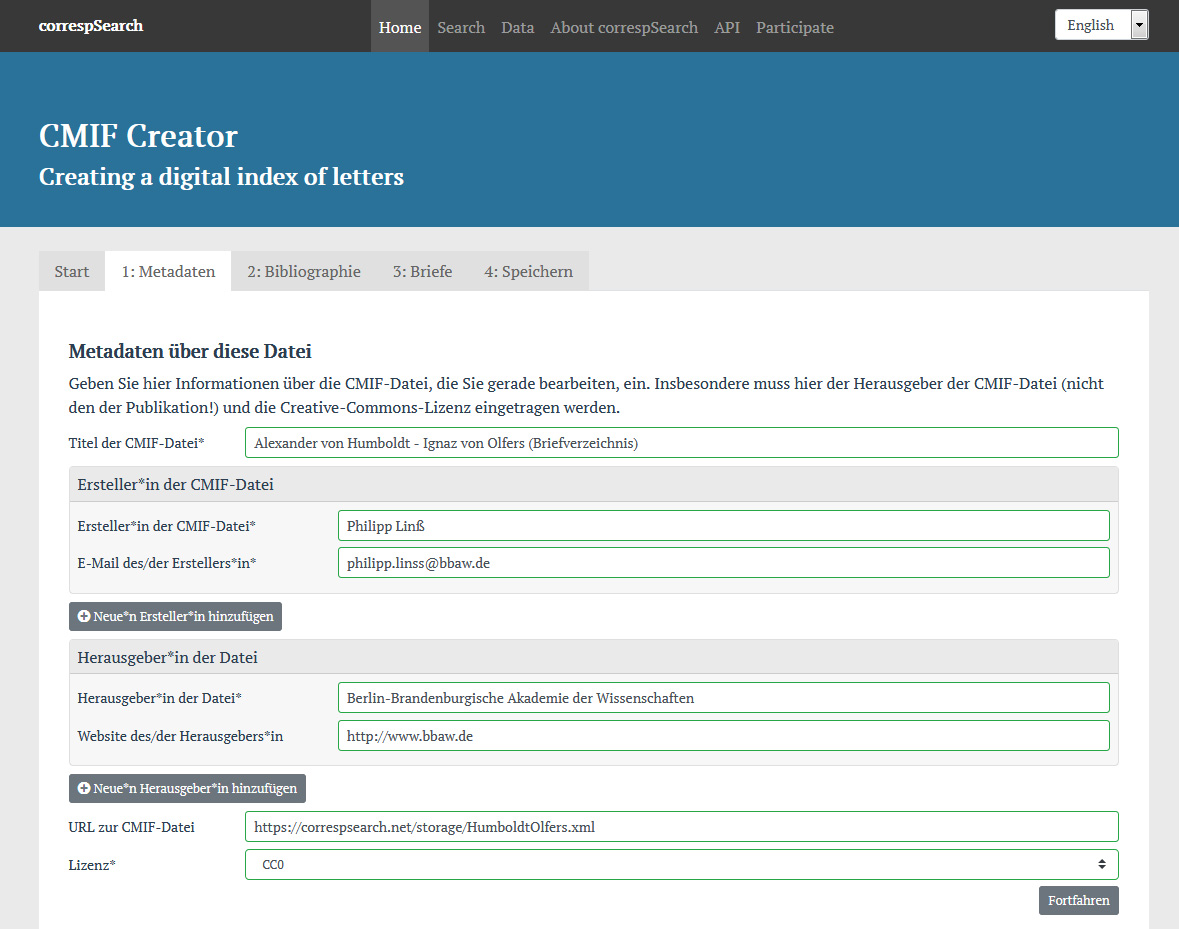 correspSearch Home Search Data About correspSearch API Participate English
CMIF Creator
Creating a digital index of letters
Start 1: Metadaten 2: Bibliographie 3: Briefe 4: Speichern
Metadaten über diese Datei
Geben Sie hier Informationen über die CMIF-Datei, die Sie gerade bearbeiten, ein. Insbesondere muss hier der Herausgeber der CMIF-Datei (nicht
den der Publikation!) und die Creative-Commons-Lizenz eingetragen werden.
Titel der CMIF-Datei* Alexander von Humboldt - Ignaz von Olfers (Briefverzeichnis)
Ersteller*in der CMIF-Datei
Ersteller*in der CMIF-Datei* Philipp Linß
E-Mail des/der Erstellers*in* philipp.linss@bbaw.de
Neue*n Ersteller*in hinzufügen
Herausgeber*in der Datei
Herausgeber*in der Datei* Berlin-Brandenburgische Akademie der Wissenschaften
Website des/der Herausgebers*in http://www.bbaw.de
Neue*n Herausgeber*in hinzufügen
URL zur CMIF-Datei https://correspsearch.net/storage/HumboldtOlfers.xml
Lizenz* CC0
Fortfahren